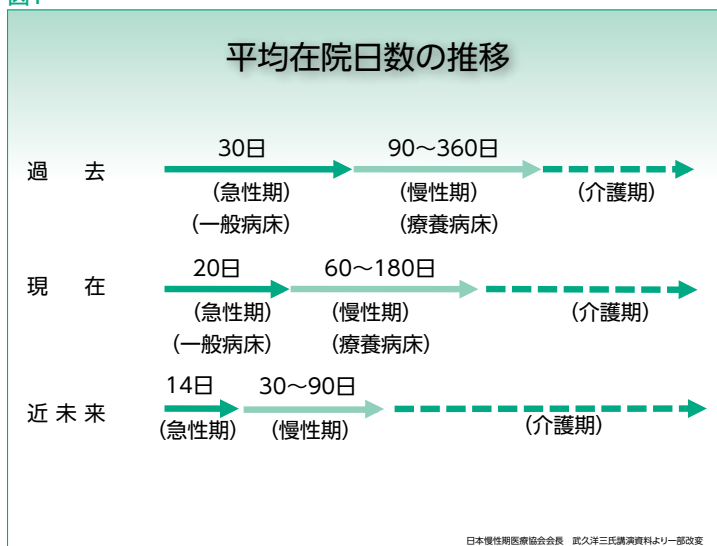 図1
平均在院日数の推移
30日 90〜360日
過 去
(急性期) (慢性期) (介護期)
(一般病床) (療養病床)
20日 60〜180日
現 在
(急性期) (慢性期) (介護期)
(一般病床) (療養病床)
14日 30〜90日
近未来
(急性期) (慢性期) (介護期)
日本慢性期医療協会会長 武久洋三氏講演資料より一部改変